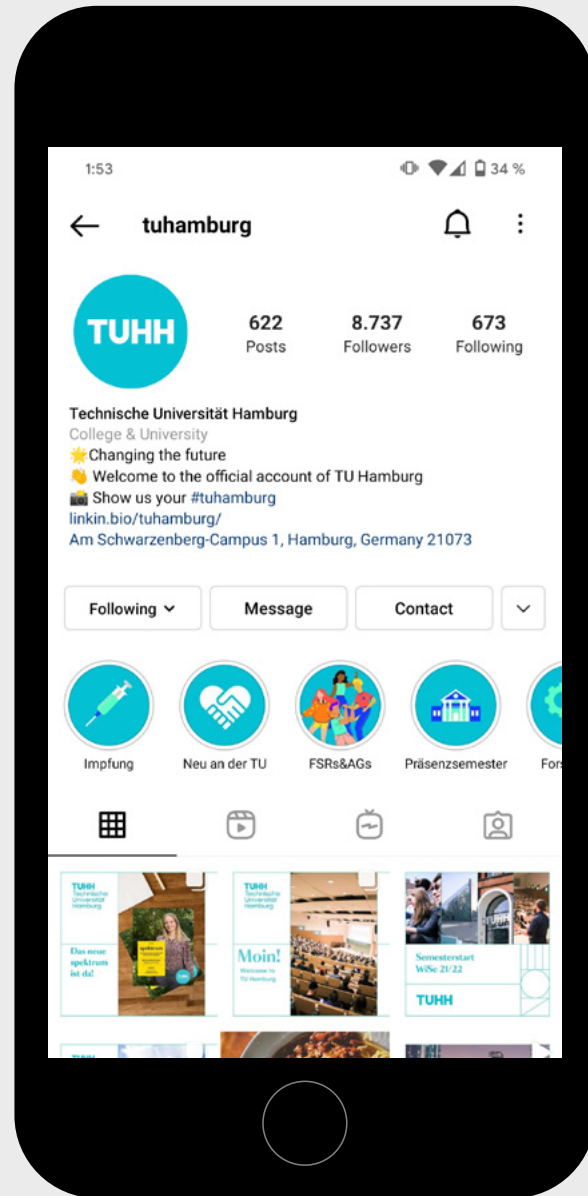 1:53
34 %
tuhamburg
TUHH
622
8.737
673
Posts
Followers
Following
Technische Universität Hamburg
College & University
🌟Changing the future
👋 Welcome to the official account of TU Hamburg
📸 Show us your #tuhamburg
linkin.bio/tuhamburg/
Am Schwarzenberg-Campus 1, Hamburg, Germany 21073
Following
Message
Contact
Impfung
Neu an der TU
FSRs&AGs
Präsenzsemester
For
TUHH
Technische
Universität
Hamburg
Das neue
spektrum
ist da!
spektrum
TUHH
Technische
Universität
Hamburg
Moin!
Welcome to
TU Hamburg
TUHH
Semesterstart
WiSe 21/22
TUHH
TUHH
TUHH